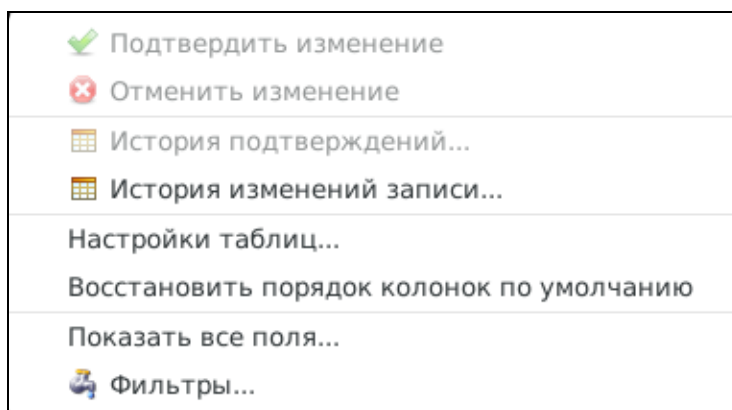 Подтвердить изменение
Отменить изменение
История подтверждений...
История изменений записи...
Настройки таблиц...
Восстановить порядок колонок по умолчанию
Показать все поля...
Фильтры...